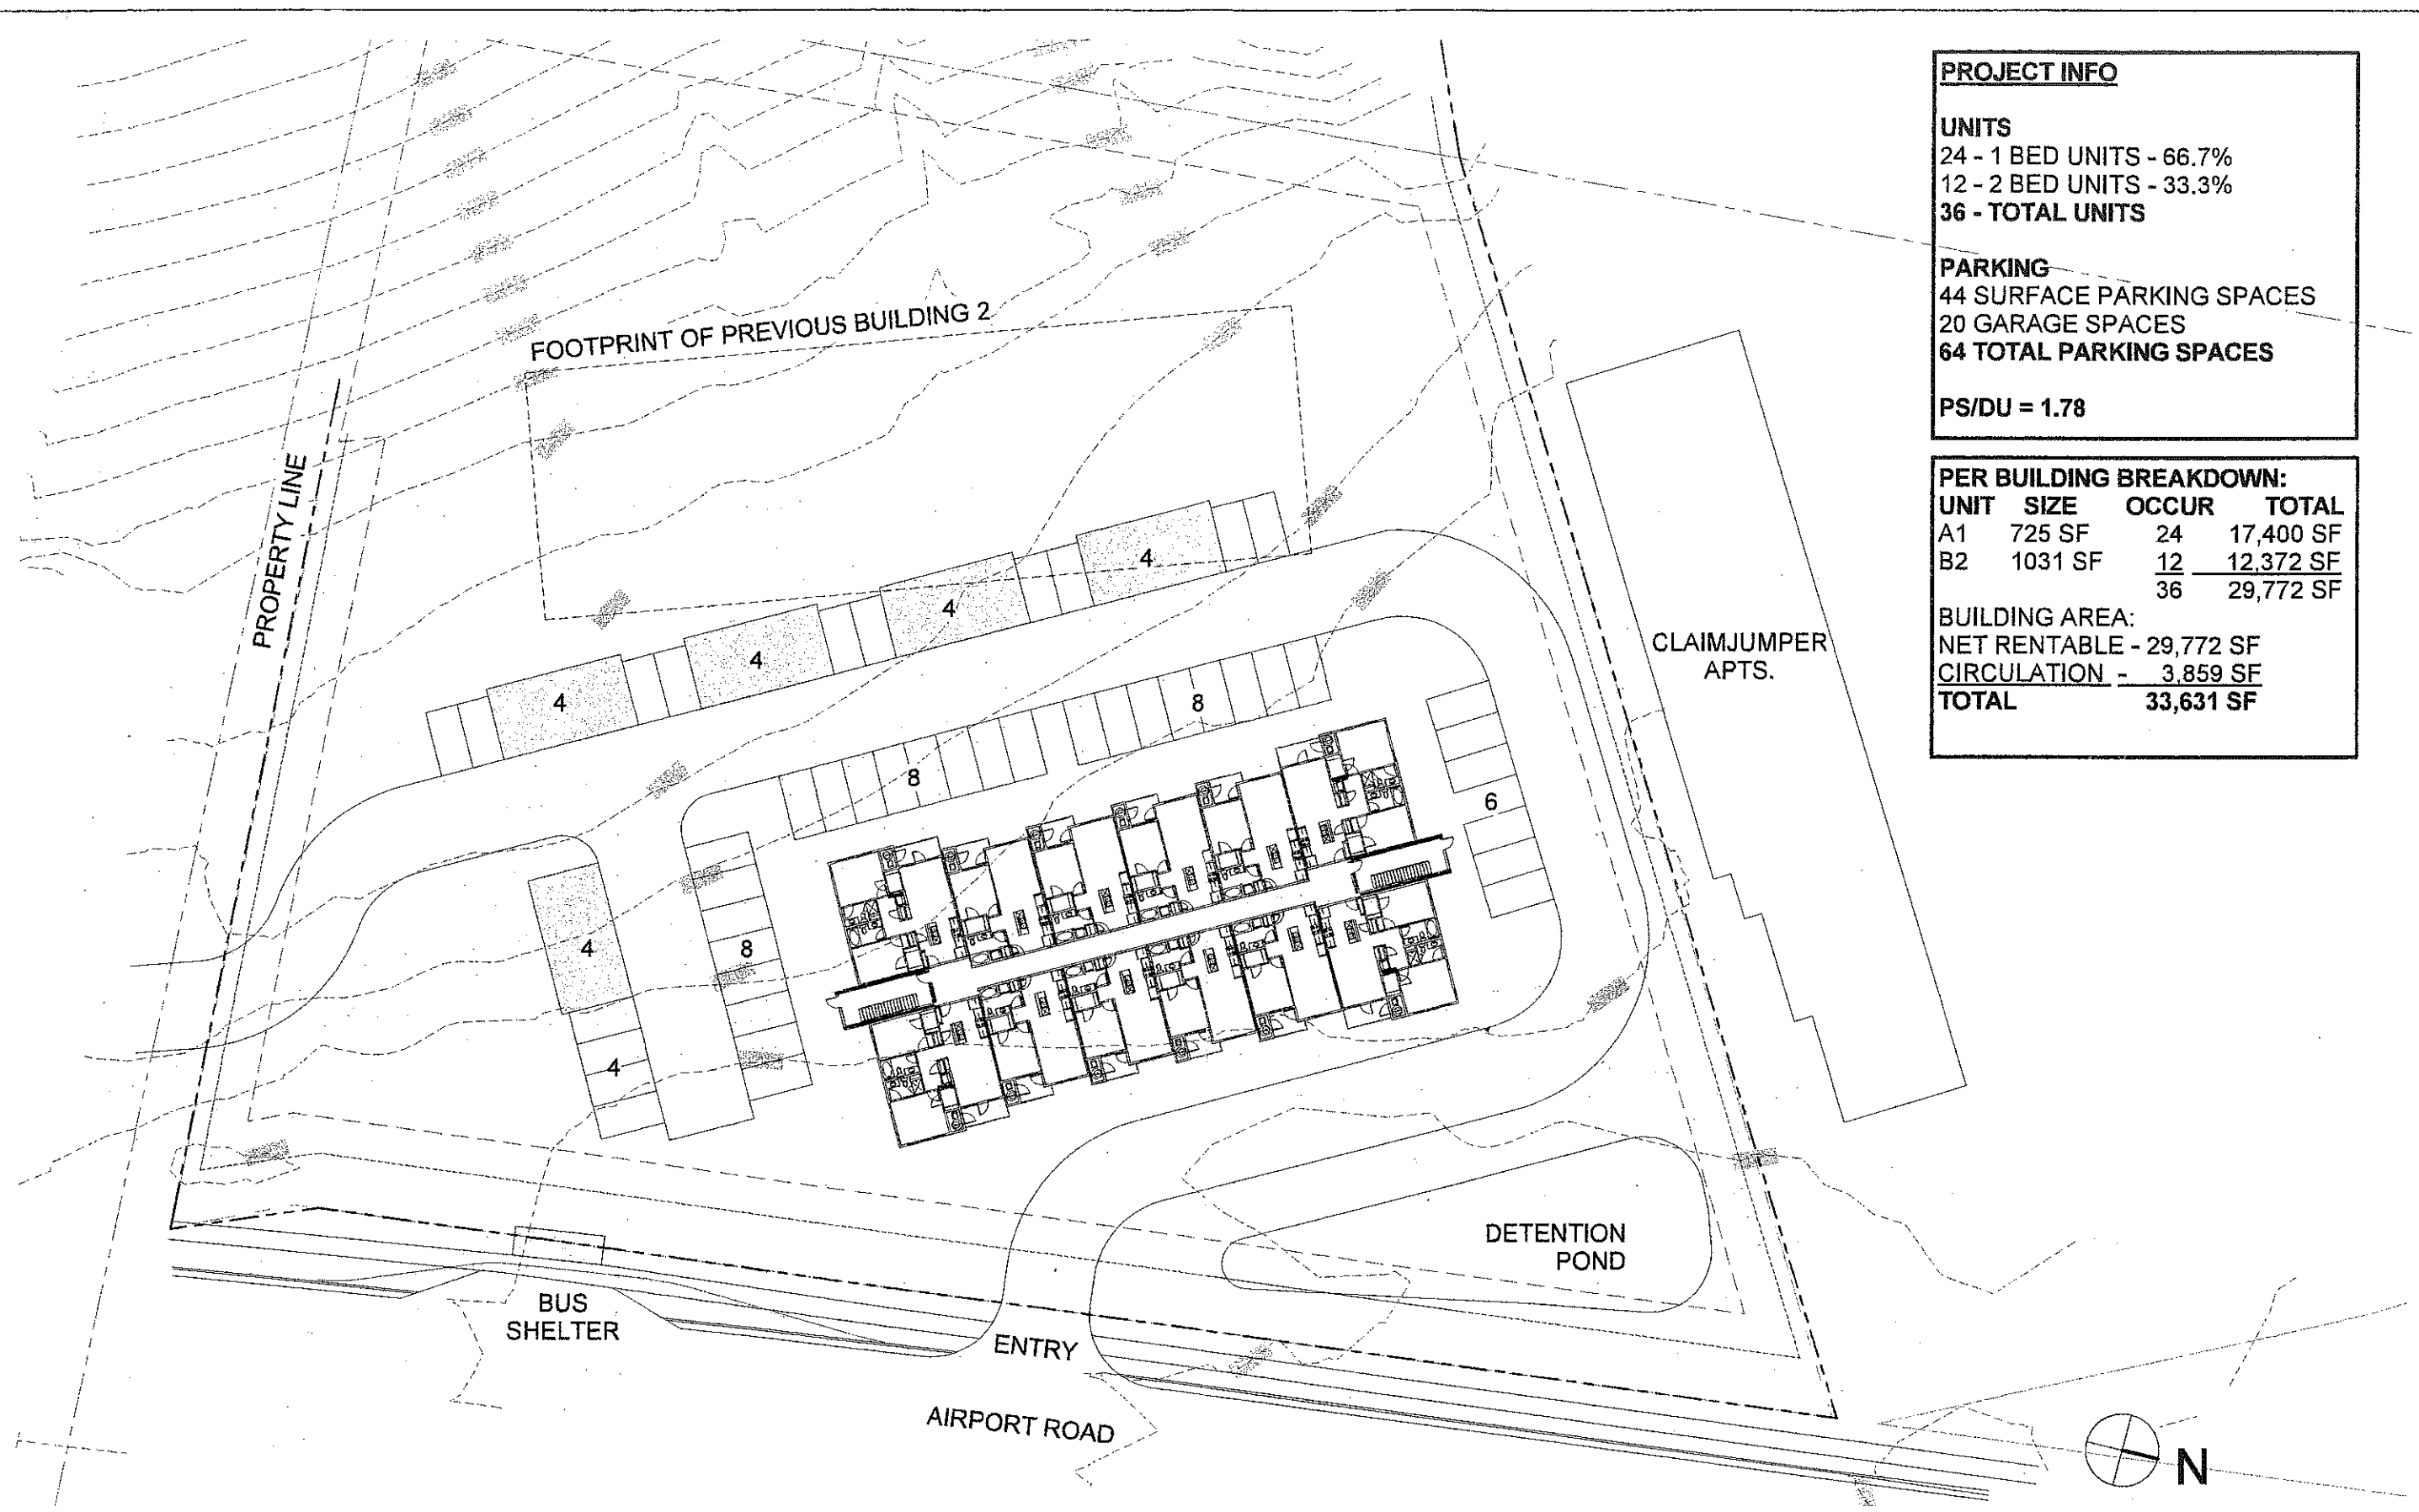 PROJECT INFO
UNITS
24 - 1 BED UNITS - 66.7%
12 - 2 BED UNITS - 33.3%
36 - TOTAL UNITS
PARKING
44 SURFACE PARKING SPACES
20 GARAGE SPACES
64 TOTAL PARKING SPACES
PS/DU = 1.78
PER BUILDING BREAKDOWN:
UNIT SIZE OCCUR TOTAL
A1 725 SF 24 17,400 SF
B2 1031 SF 12 12,372 SF
36 29,772 SF
BUILDING AREA:
NET RENTABLE - 29,772 SF
CIRCULATION - 3,859 SF
TOTAL 33,631 SF
FOOTPRINT OF PREVIOUS BUILDING 2
PROPERTY LINE
4
4
4
4
CLAIMJUMPER
APTS.
8
8
6
4
8
4
DETENTION
POND
BUS
SHELTER
ENTRY
AIRPORT ROAD
N